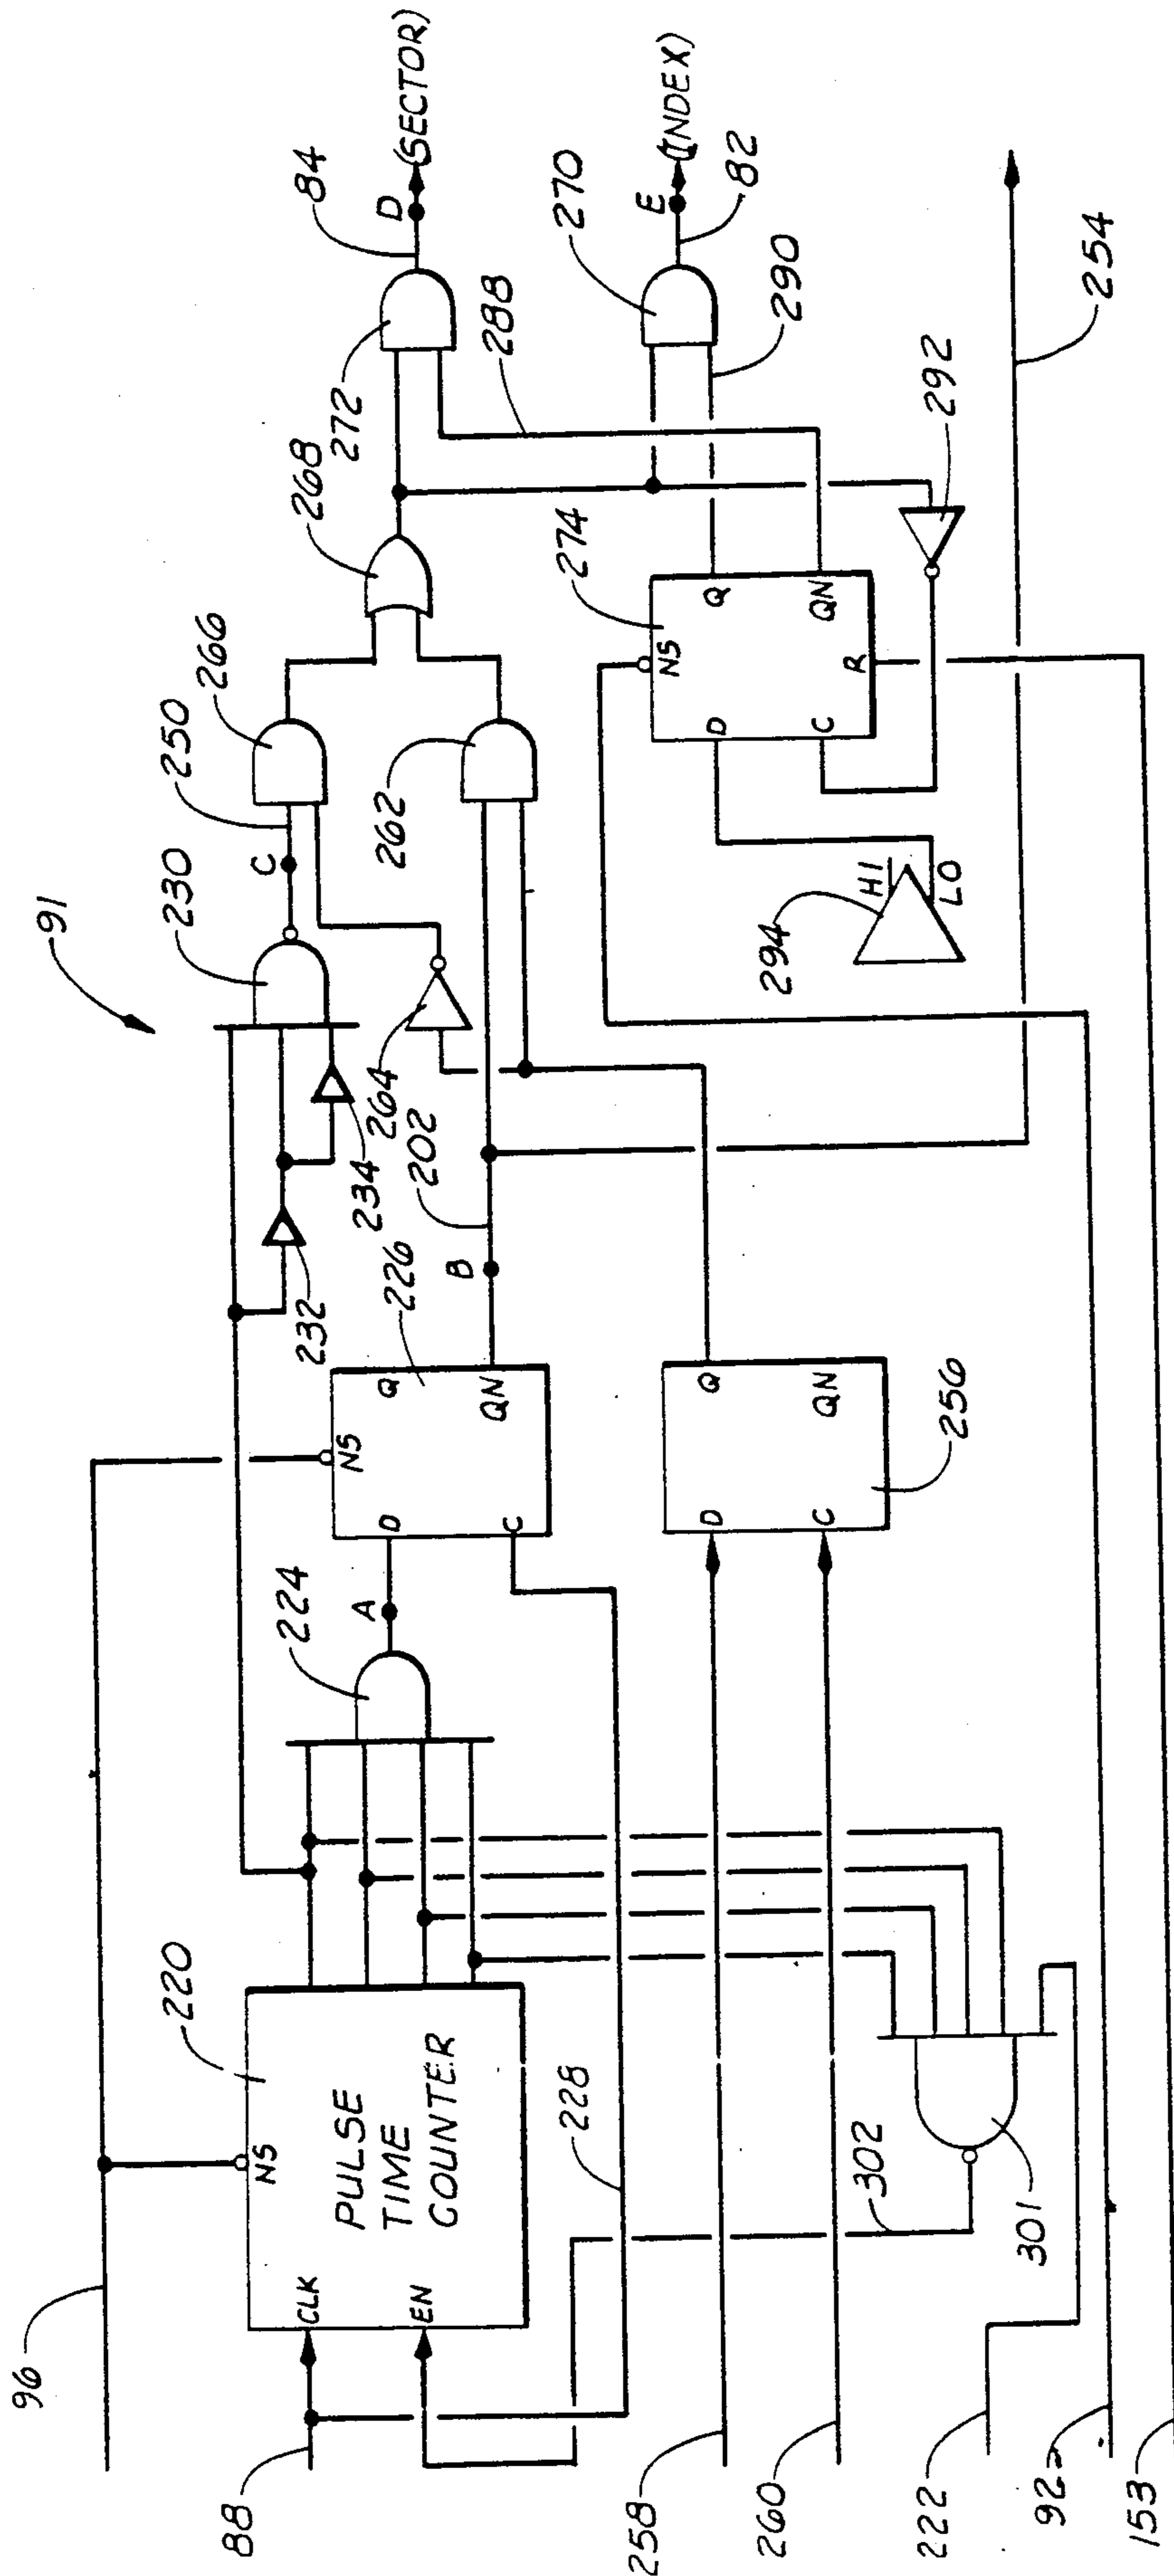 91
96
88
CLK
EN
NS
PULSE
TIME
COUNTER
220
228
224
A
D
C
NS
Q
QN
226
B
202
232
234
230
C
250
264
266
262
268
272
84
D
(SECTOR)
288
258
260
D
C
Q
QN
256
222
92
153
302
301
294
HI
LO
D
C
NS
Q
QN
R
274
292
290
270
E
(INDEX)
82
254